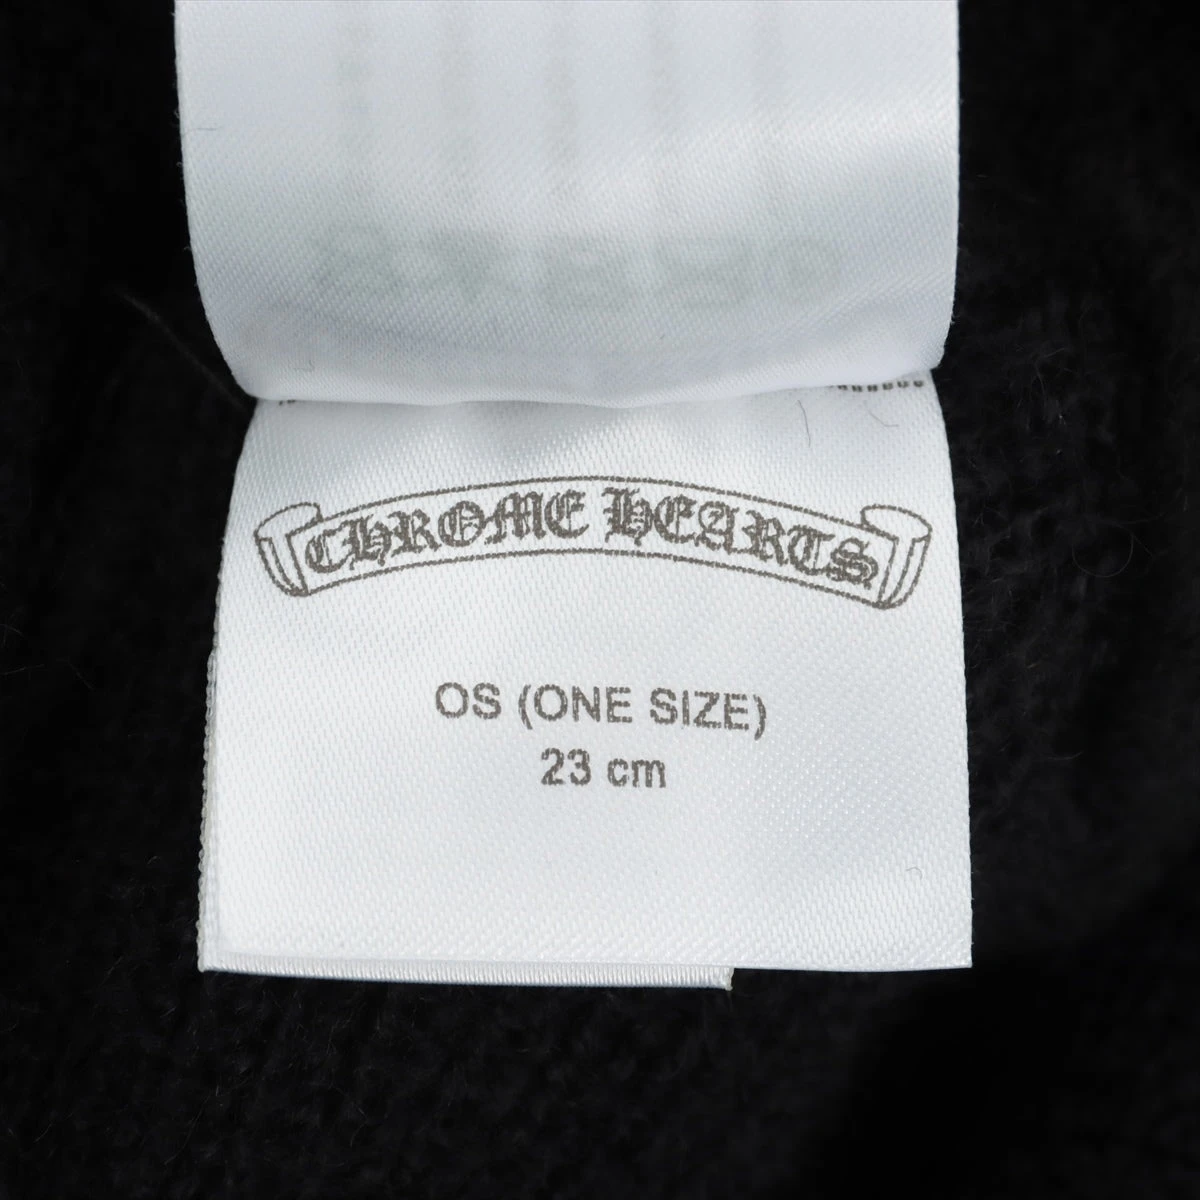 CHROME HEARTS
OS (ONE SIZE)
23 cm